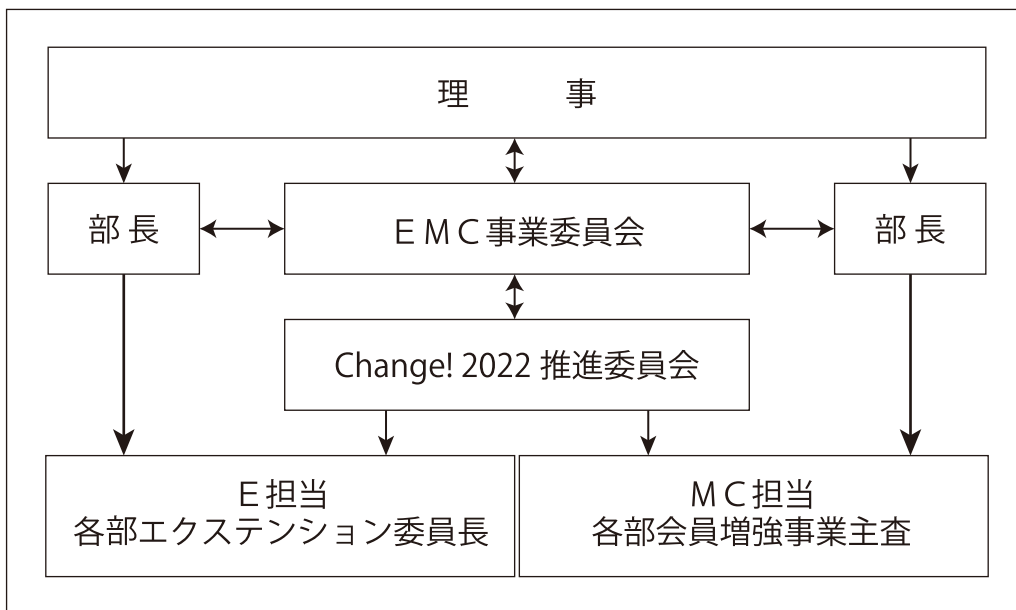 理　事
部 長
ＥＭＣ事業委員会
部 長
Change! 2022 推進委員会
Ｅ担当
各部エクステンション委員長
ＭＣ担当
各部会員増強事業主査